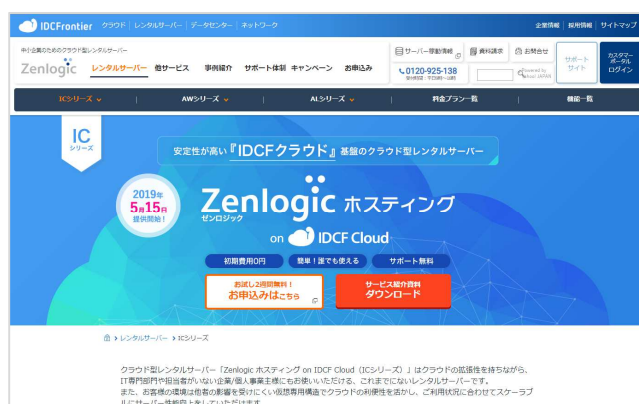 IDCFrontier クラウド | レンタルサーバー | データセンター | ネットワーク
企業情報 | 採用情報 | サイトマップ
中小企業のためのクラウド型レンタルサーバー
Zenlogic レンタルサーバー 他サービス 事例紹介 サポート体制 キャンペーン お申込み
サーバー稼動情報 資料請求 お問合せ
0120-925-138
サポートサイト
カスタマーポータルログイン
ICシリーズ | AWシリーズ | ALシリーズ | 料金プラン一覧 | 機能一覧
IC
シリーズ
安定性が高い『IDCFクラウド』基盤のクラウド型レンタルサーバー
2019年
5月15日
提供開始!
Zenlogic ホスティング
ゼンロジック
on IDCF Cloud
初期費用0円 簡単!誰でも使える サポート無料
お試し2週間無料!
お申込みはこちら
サービス紹介資料
ダウンロード
> レンタルサーバー > ICシリーズ
クラウド型レンタルサーバー「Zenlogic ホスティング on IDCF Cloud(ICシリーズ)」はクラウドの拡張性を持ちながら、
IT専門部門や担当者がいない企業/個人事業主様にもお使いいただける、これまでにないレンタルサーバーです。
また、お客様の環境は他者の影響を受けにくい仮想専用構造でクラウドの利便性を活かし、ご利用状況に合わせてスケーラブ
ルにサーバー性能向上をしていただけます。